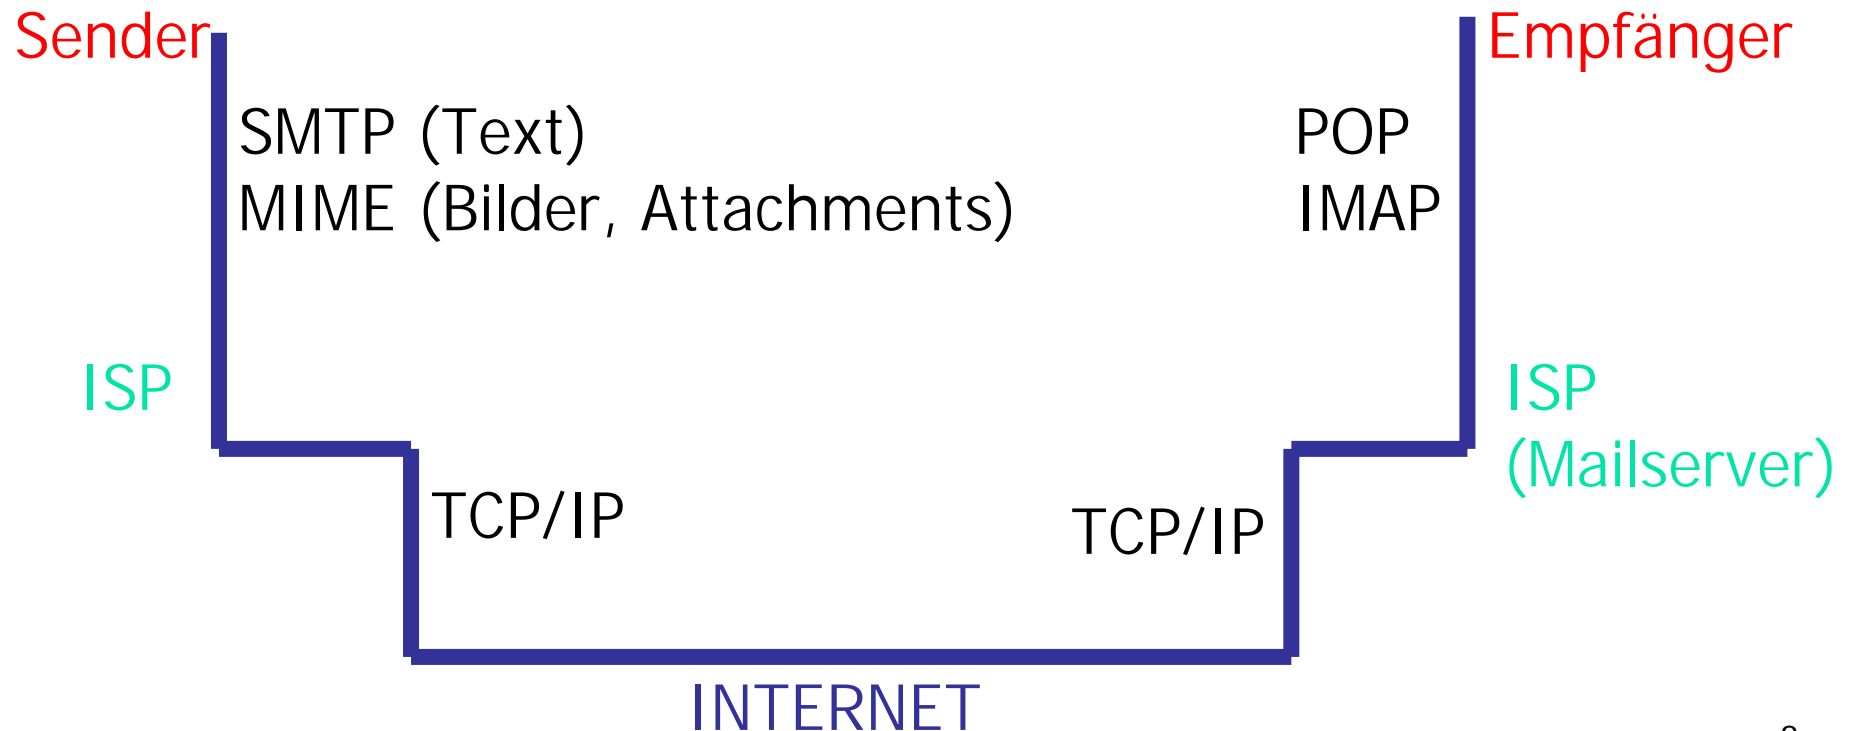 Sender
Empfänger
SMTP (Text)
MIME (Bilder, Attachments)
POP
IMAP
ISP
ISP
(Mailserver)
TCP/IP
TCP/IP
INTERNET